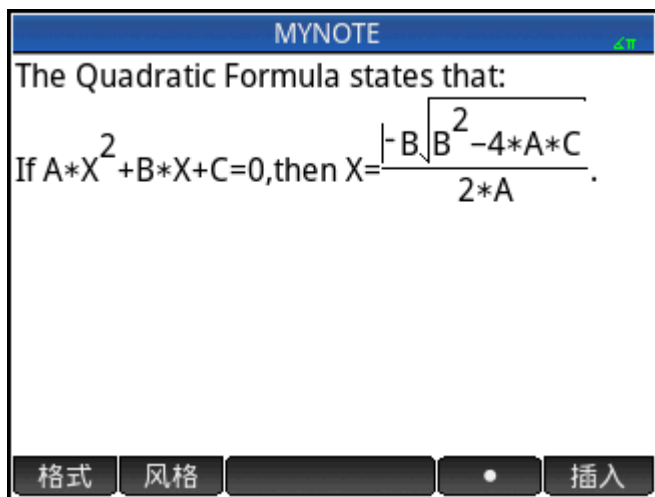 MYNOTE
∡π
The Quadratic Formula states that:
If A*X²+B*X+C=0,then X=(-B√(B²-4*A*C))/(2*A).
格式 风格 • 插入